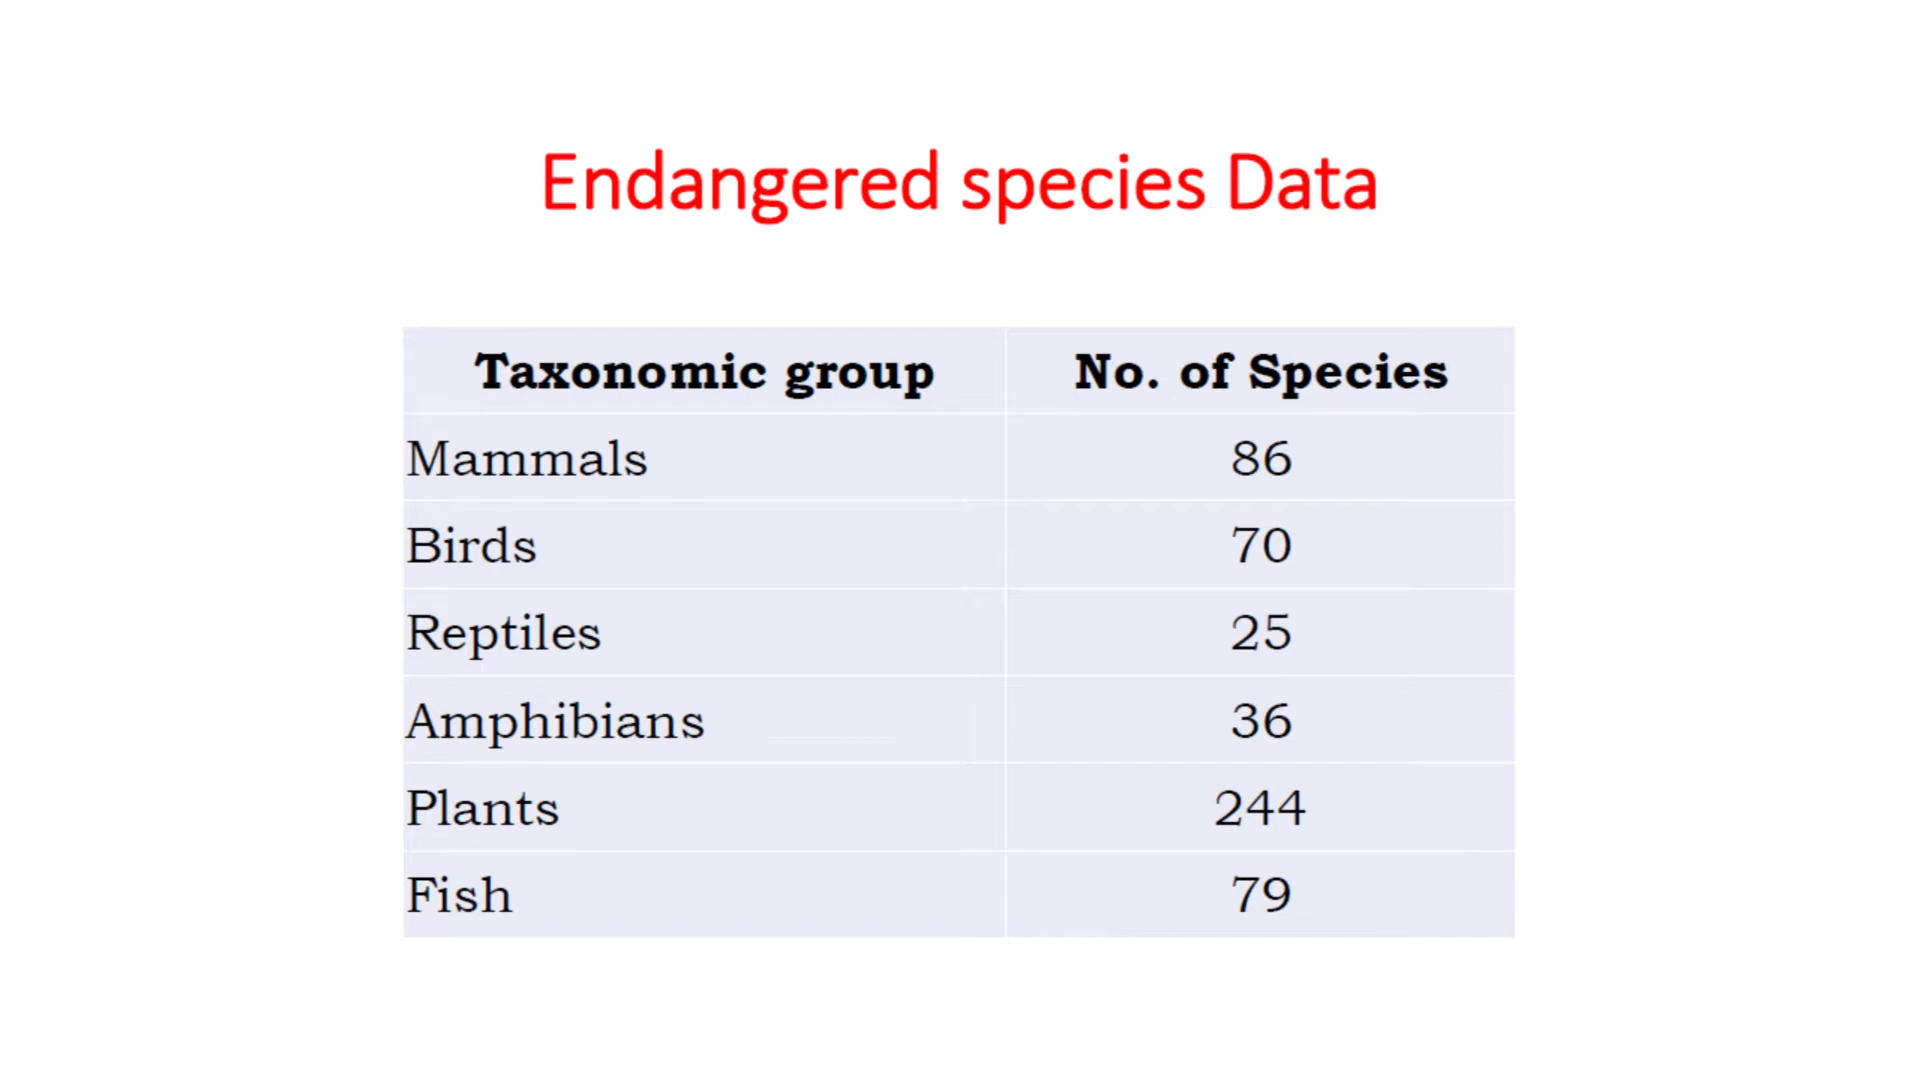 Endangered species Data
Taxonomic group No. of Species
Mammals 86
Birds 70
Reptiles 25
Amphibians 36
Plants 244
Fish 79